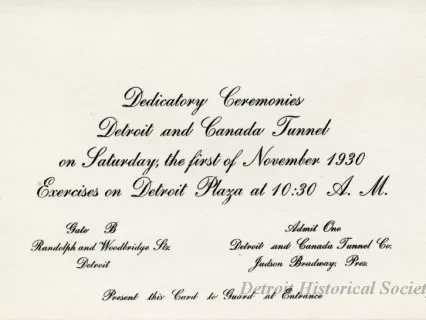 Dedicatory Ceremonies
Detroit and Canada Tunnel
on Saturday, the first of November 1930
Exercises on Detroit Plaza at 10:30 A. M.
Gate B
Randolph and Woodbridge Sts.
Detroit
Admit One
Detroit and Canada Tunnel Co.
Judson Bradway, Pres.
Present this Card to Guard at Entrance
Detroit Historical Society